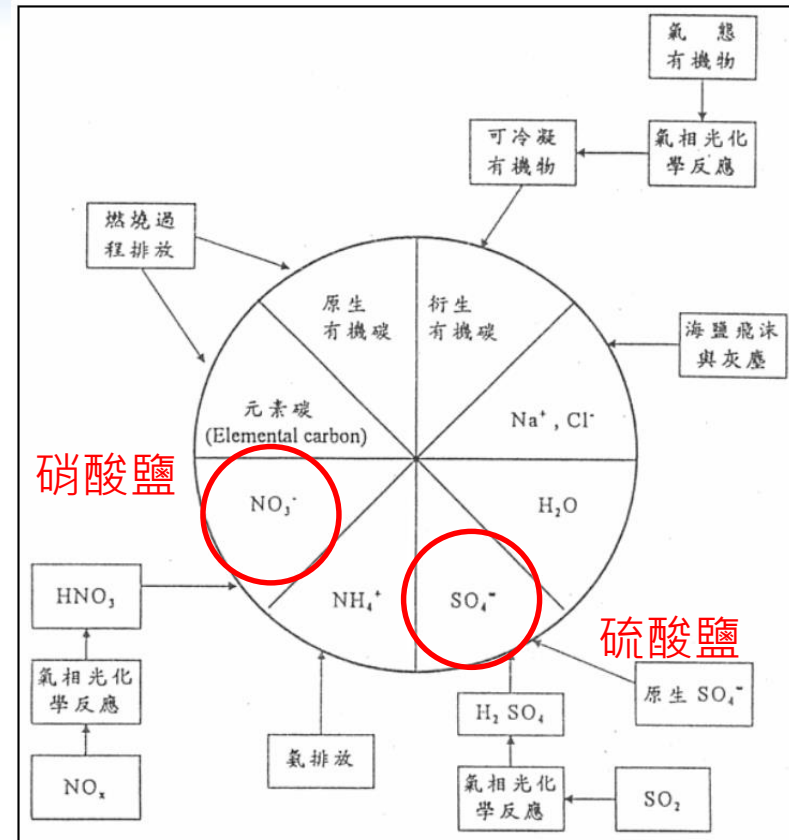 氣態
有機物
氣相光化
學反應
可冷凝
有機物
燃燒過
程排放
原生
有機碳
衍生
有機碳
海鹽飛沫
與灰塵
元素碳
(Elemental carbon)
Na⁺ , Cl⁻
硝酸鹽
NO₃⁻
H₂O
NH₄⁺
SO₄⁼
硫酸鹽
HNO₃
氣相光化
學反應
NOₓ
氨排放
H₂ SO₄
原生 SO₄⁼
氣相光化
學反應
SO₂